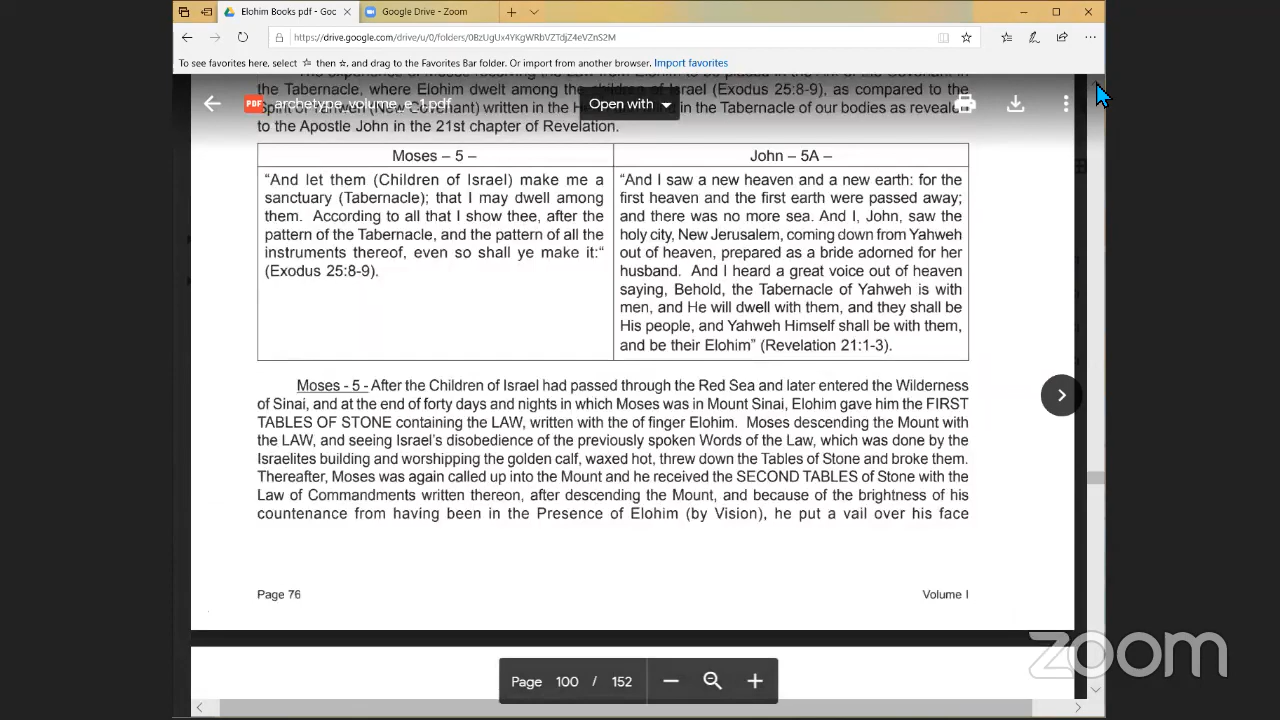 Elohim Books pdf - Goc
Google Drive - Zoom
https://drive.google.com/drive/u/0/folders/0BzUgUx4YKgWRbVZTdjZ4eVZnS2M
To see favorites here, select ☆ then ☆, and drag to the Favorites Bar folder. Or import from another browser. Import favorites
the Tabernacle, where Elohim dwelt among the children of Israel (Exodus 25:8-9), as compared to the
PDF archetype_volume_e_1.pdf
Open with
(New Covenant) written in the in the Tabernacle of our bodies as
to the Apostle John in the 21st chapter of Revelation.
Moses – 5 –
“And let them (Children of Israel) make me a
sanctuary (Tabernacle); that I may dwell among
them. According to all that I show thee, after the
pattern of the Tabernacle, and the pattern of all the
instruments thereof, even so shall ye make it:“
(Exodus 25:8-9).
John – 5A –
“And I saw a new heaven and a new earth: for the
first heaven and the first earth were passed away;
and there was no more sea. And I, John, saw the
holy city, New Jerusalem, coming down from Yahweh
out of heaven, prepared as a bride adorned for her
husband. And I heard a great voice out of heaven
saying, Behold, the Tabernacle of Yahweh is with
men, and He will dwell with them, and they shall be
His people, and Yahweh Himself shall be with them,
and be their Elohim” (Revelation 21:1-3).
Moses - 5 - After the Children of Israel had passed through the Red Sea and later entered the Wilderness
of Sinai, and at the end of forty days and nights in which Moses was in Mount Sinai, Elohim gave him the FIRST
TABLES OF STONE containing the LAW, written with the of finger Elohim. Moses descending the Mount with
the LAW, and seeing Israel’s disobedience of the previously spoken Words of the Law, which was done by the
Israelites building and worshipping the golden calf, waxed hot, threw down the Tables of Stone and broke them.
Thereafter, Moses was again called up into the Mount and he received the SECOND TABLES of Stone with the
Law of Commandments written thereon, after descending the Mount, and because of the brightness of his
countenance from having been in the Presence of Elohim (by Vision), he put a vail over his face
Page 76
Volume I
Page 100 / 152
zoom